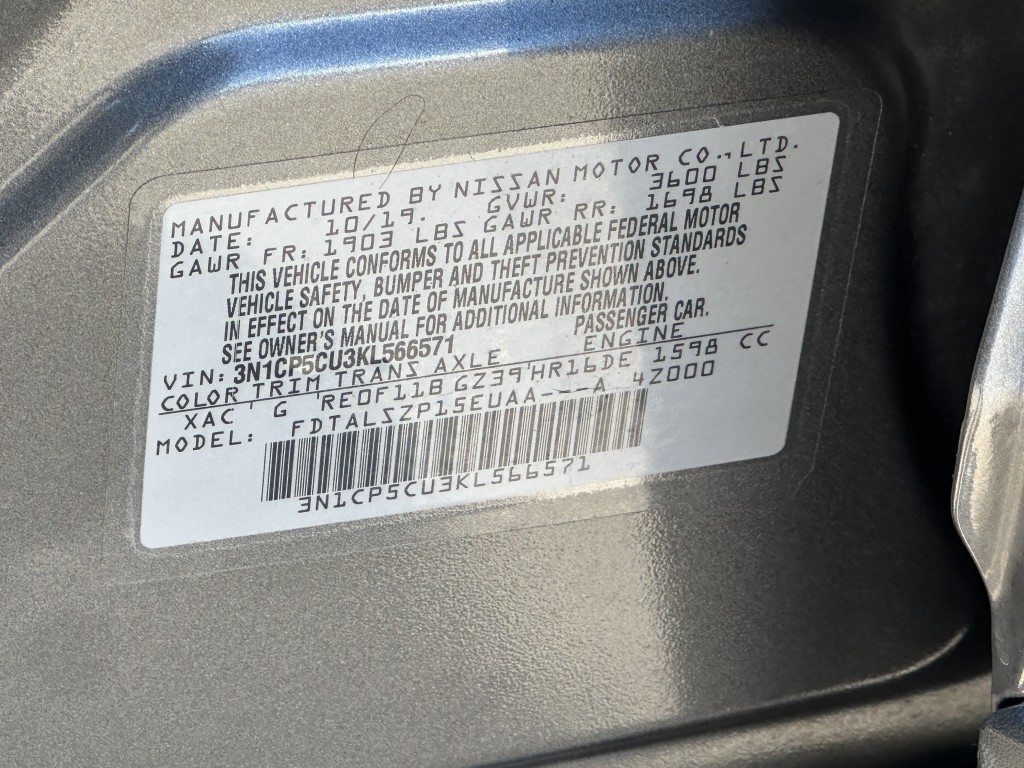 MANUFACTURED BY NISSAN MOTOR CO., LTD.
DATE: 10/19. GVWR: 3600 LBS
GAWR FR: 1903 LBS GAWR RR: 1698 LBS
THIS VEHICLE CONFORMS TO ALL APPLICABLE FEDERAL MOTOR
VEHICLE SAFETY, BUMPER AND THEFT PREVENTION STANDARDS
IN EFFECT ON THE DATE OF MANUFACTURE SHOWN ABOVE.
SEE OWNER'S MANUAL FOR ADDITIONAL INFORMATION.
VIN: 3N1CP5CU3KL566571 PASSENGER CAR.
COLOR TRIM TRANS AXLE ENGINE
XAC ' G 'RE0F11B GZ39'HR16DE 1598 CC
MODEL: FDTALSZP15EUAA---A 4Z000
3N1CP5CU3KL566571